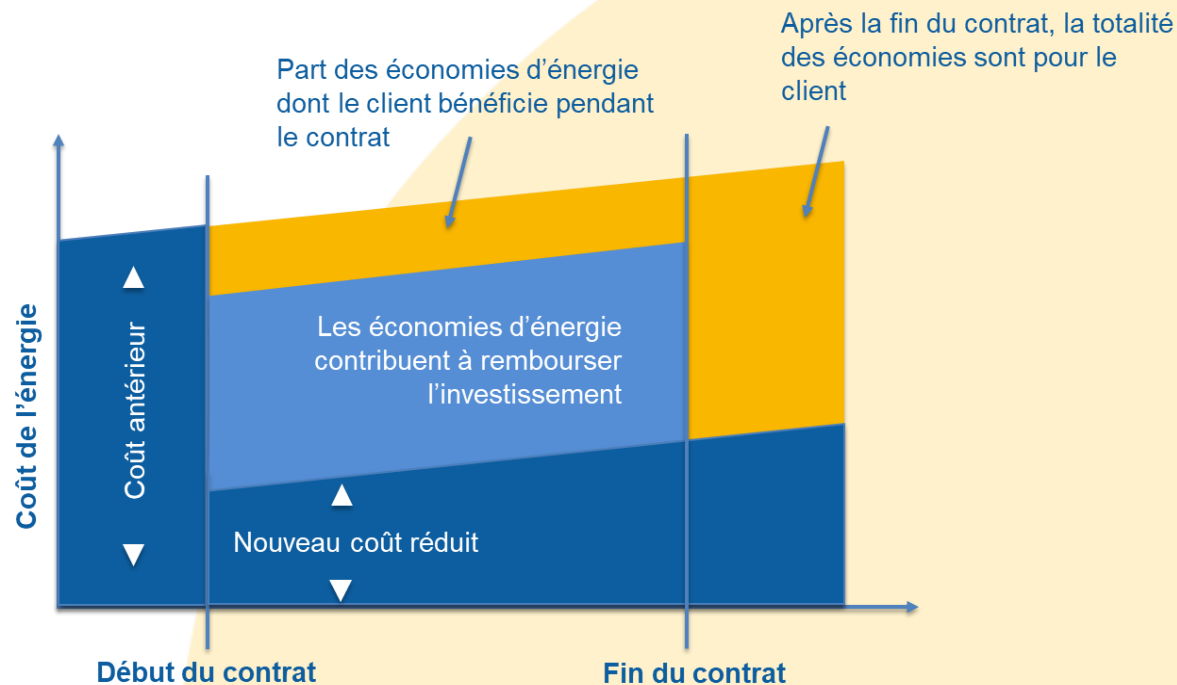 Après la fin du contrat, la totalité
des économies sont pour le
client
Part des économies d'énergie
dont le client bénéficie pendant
le contrat
Coût de l'énergie
Coût antérieur
Les économies d'énergie
contribuent à rembourser
l'investissement
Nouveau coût réduit
Début du contrat
Fin du contrat